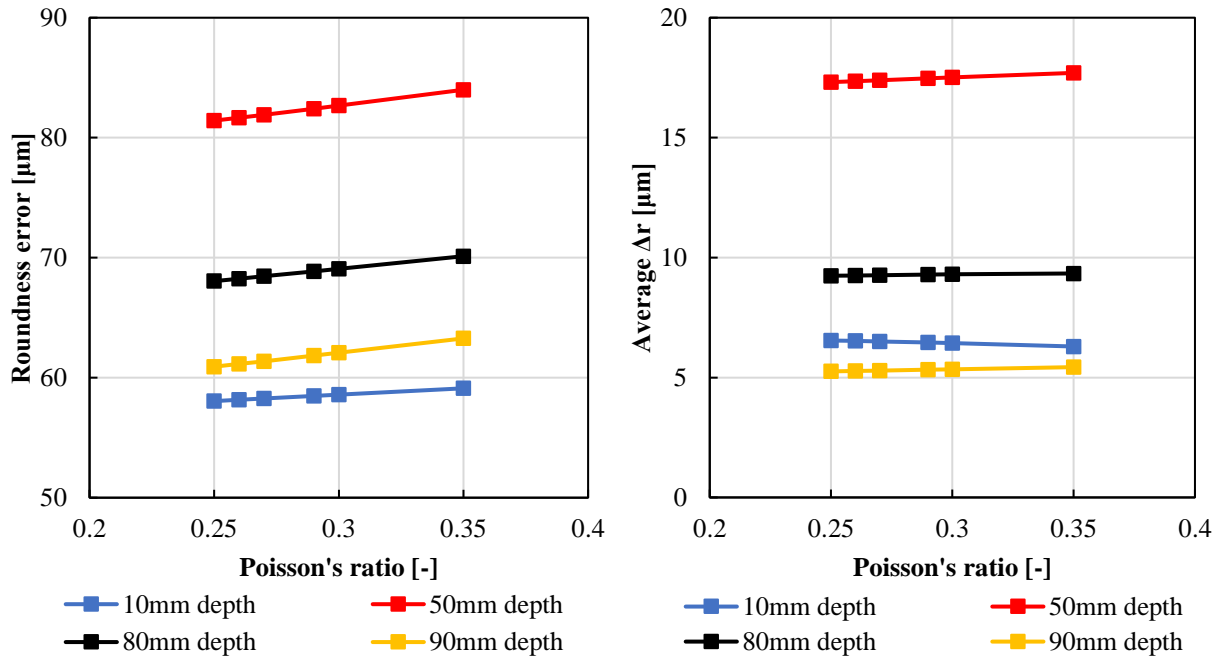 90
80
70
60
50
Roundness error [μm]
0.2 0.25 0.3 0.35 0.4
Poisson's ratio [-]
10mm depth 50mm depth
80mm depth 90mm depth
20
15
10
5
0
Average Δr [μm]
0.2 0.25 0.3 0.35 0.4
Poisson's ratio [-]
10mm depth 50mm depth
80mm depth 90mm depth